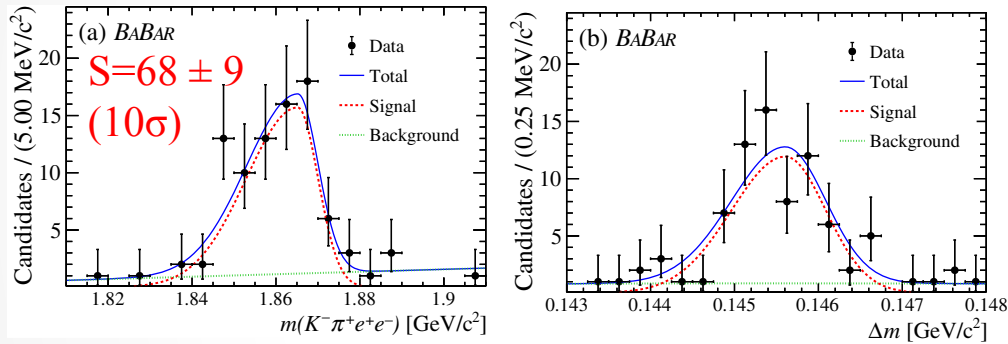 (a) BABAR
S=68 ± 9
(10σ)
Data
Total
Signal
Background
Candidates / (5.00 MeV/c²)
20
15
10
5
1.82 1.84 1.86 1.88 1.9
m(K⁻π⁺e⁺e⁻) [GeV/c²]
(b) BABAR
Data
Total
Signal
Background
Candidates / (0.25 MeV/c²)
20
15
10
5
0.143 0.144 0.145 0.146 0.147 0.148
Δm [GeV/c²]